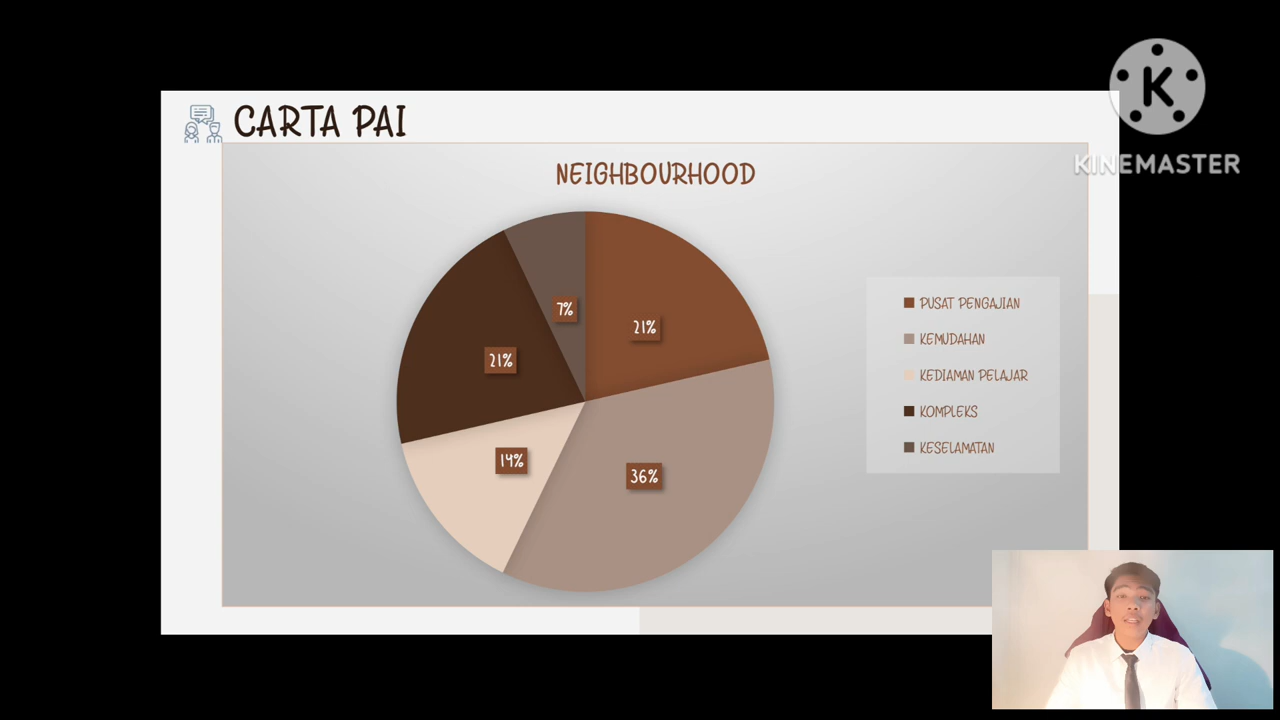 CARTA PAI
K
KINEMASTER
NEIGHBOURHOOD
7%
21%
21%
14%
36%
PUSAT PENGAJIAN
KEMUDAHAN
KEDIAMAN PELAJAR
KOMPLEKS
KESELAMATAN